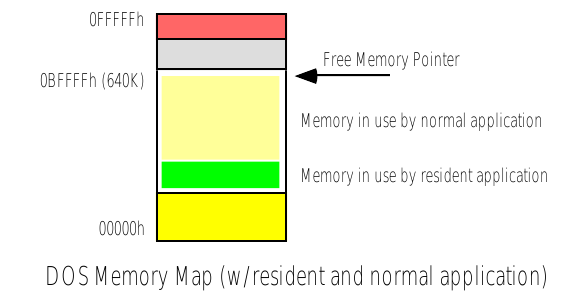 0FFFFFh
Free Memory Pointer
0BFFFFh (640K)
Memory in use by normal application
Memory in use by resident application
00000h
DOS Memory Map (w/resident and normal application)